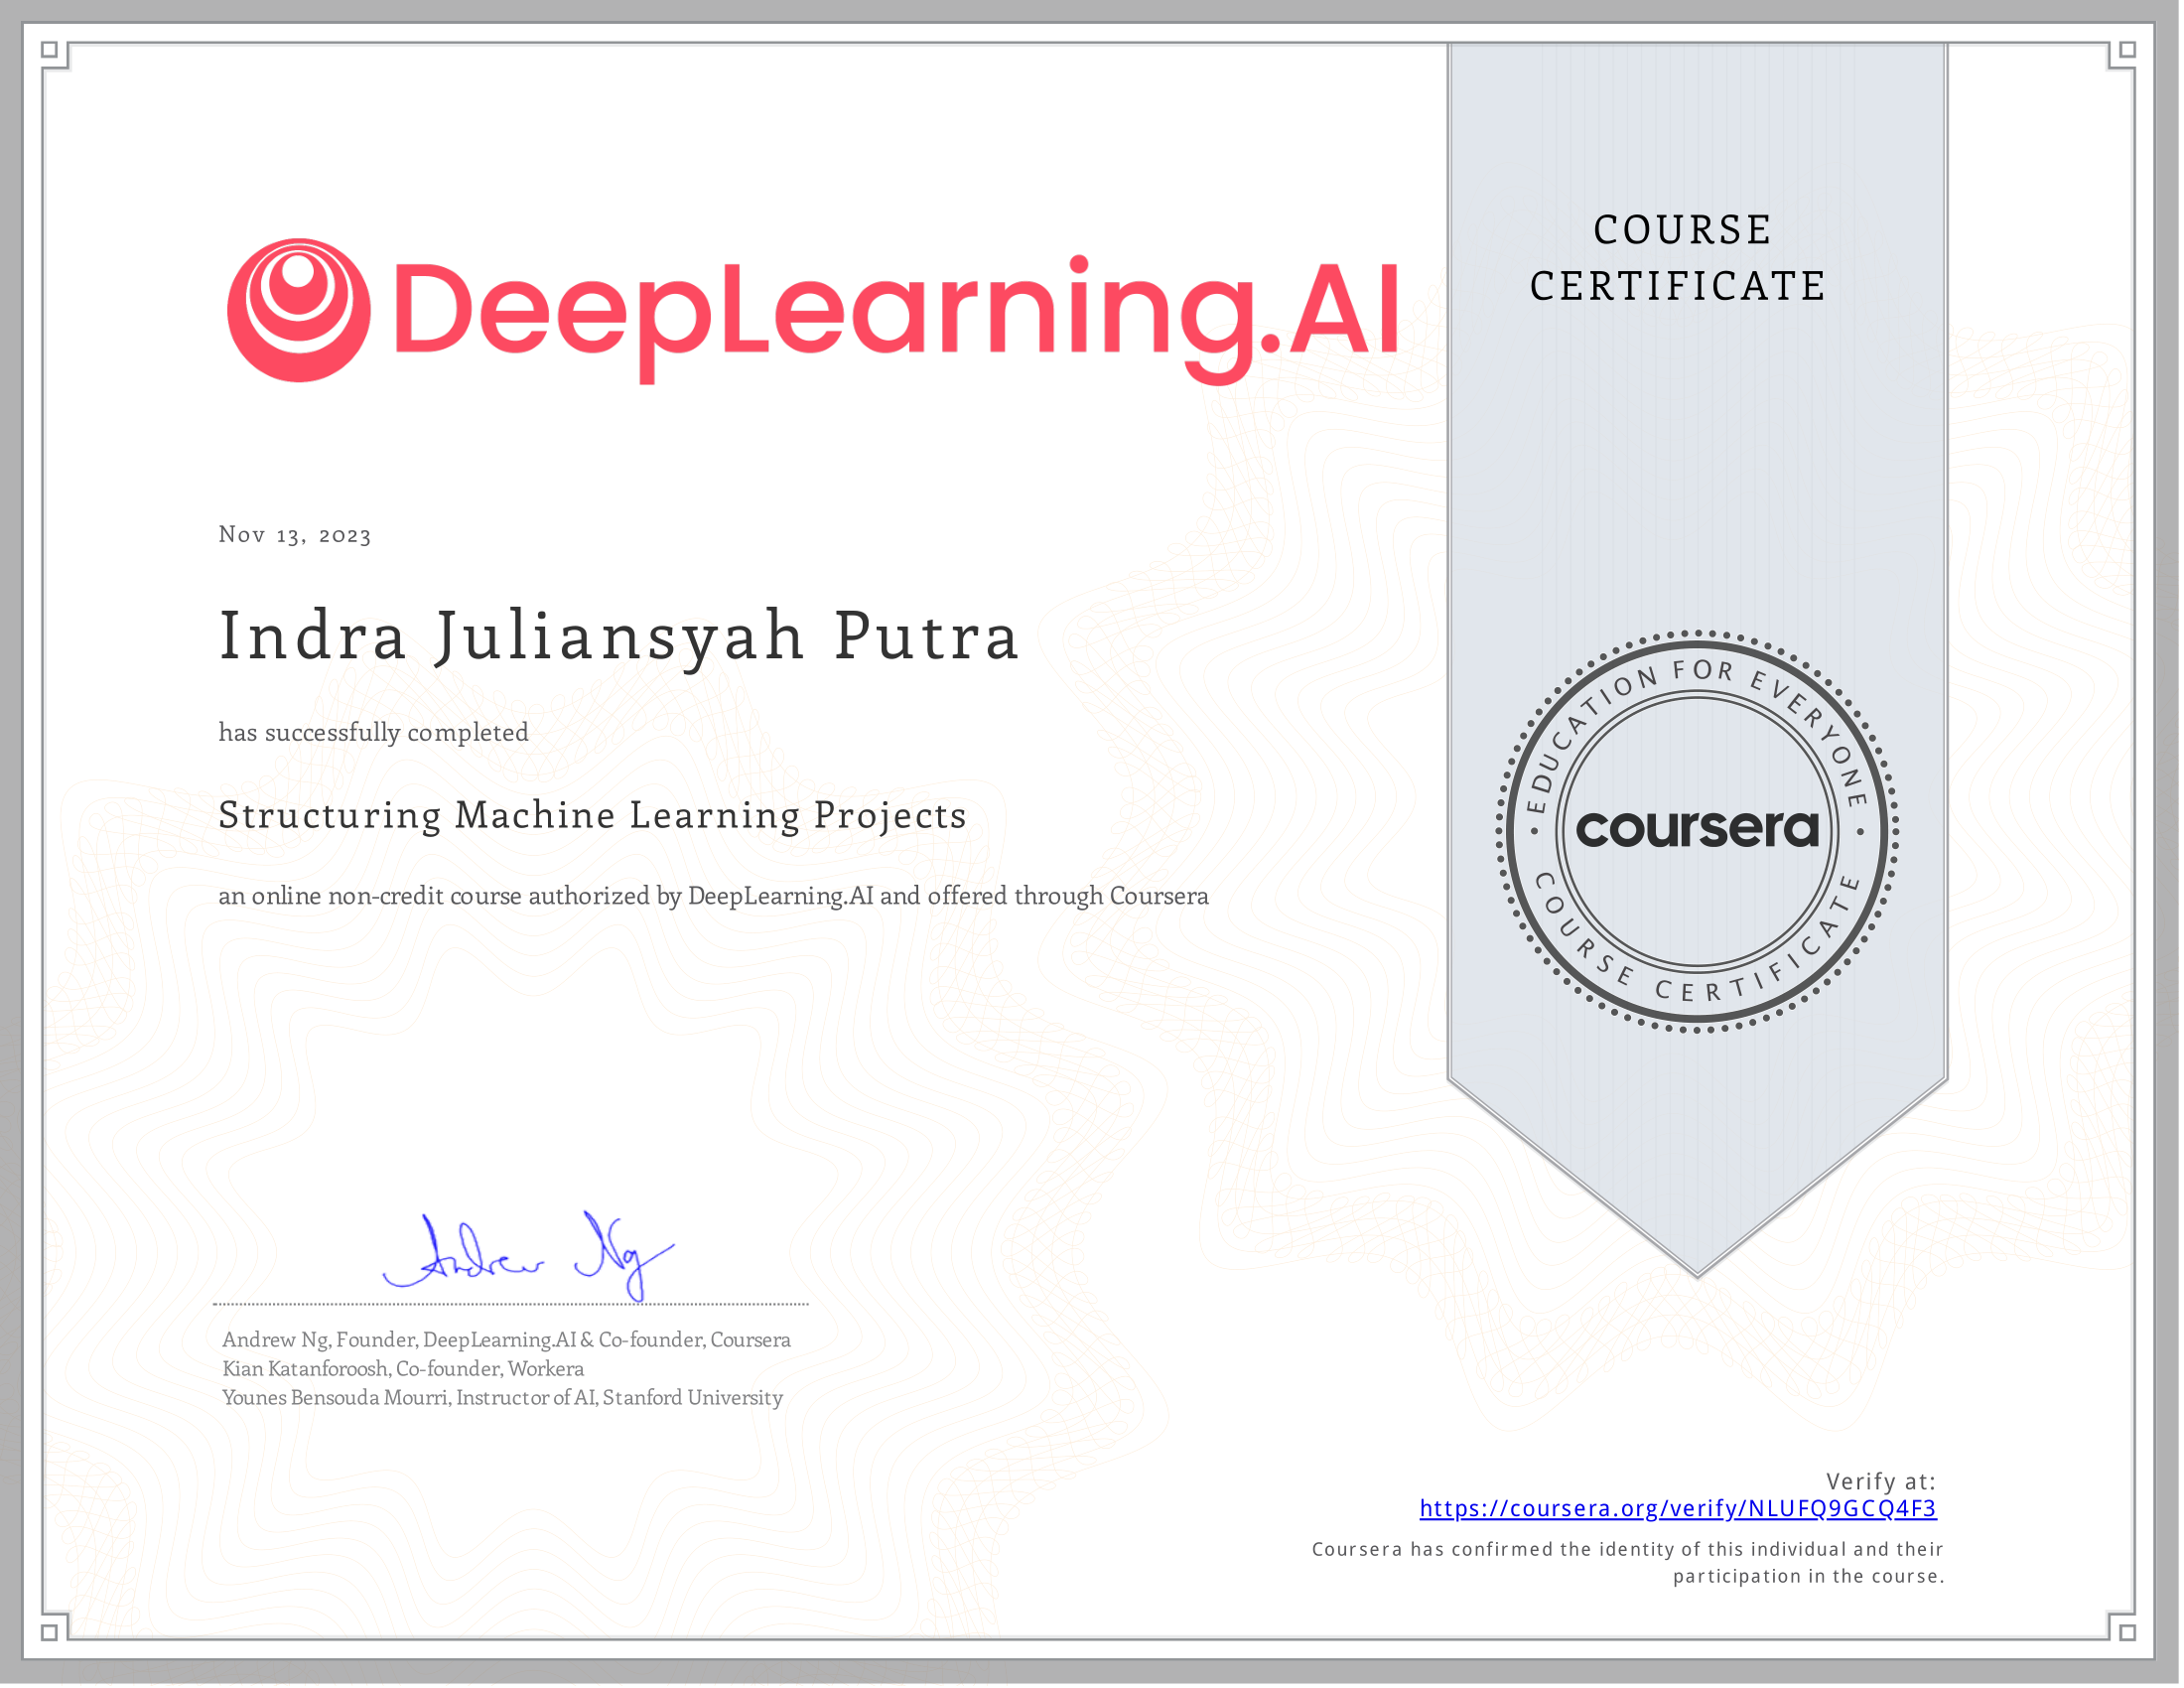 DeepLearning.AI
COURSE
CERTIFICATE
Nov 13, 2023
Indra Juliansyah Putra
has successfully completed
Structuring Machine Learning Projects
an online non-credit course authorized by DeepLearning.AI and offered through Coursera
EDUCATION FOR EVERYONE
coursera
COURSE CERTIFICATE
Andrew Ng
Andrew Ng, Founder, DeepLearning.AI & Co-founder, Coursera
Kian Katanforoosh, Co-founder, Workera
Younes Bensouda Mourri, Instructor of AI, Stanford University
Verify at:
https://coursera.org/verify/NLUFQ9GCQ4F3
Coursera has confirmed the identity of this individual and their
participation in the course.